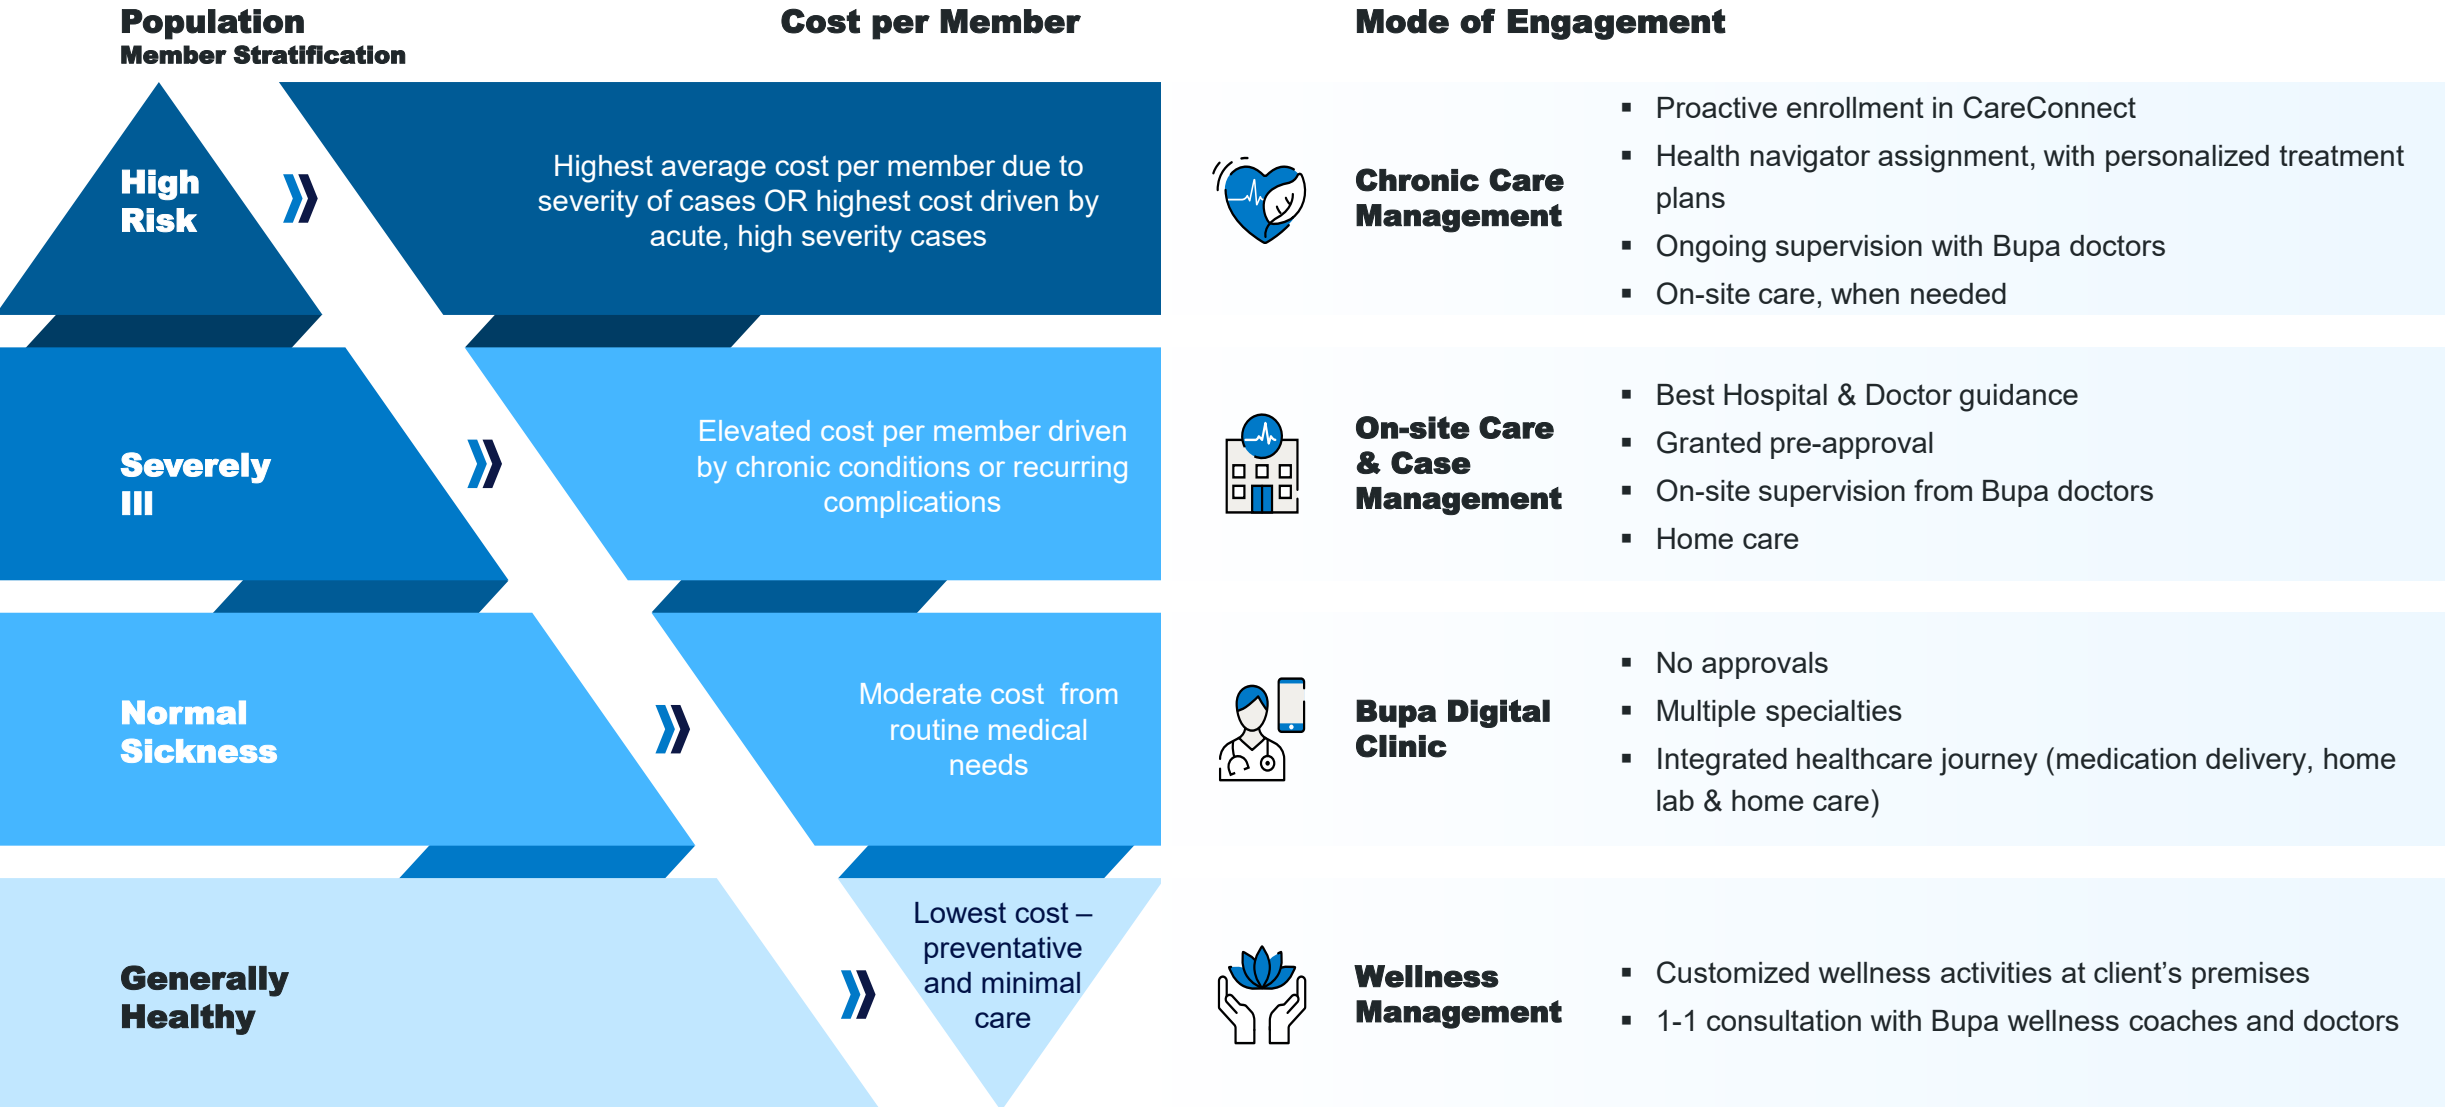 Population
Member Stratification
Cost per Member
Mode of Engagement
High
Risk
Highest average cost per member due to
severity of cases OR highest cost driven by
acute, high severity cases
Chronic Care
Management
▪ Proactive enrollment in CareConnect
▪ Health navigator assignment, with personalized treatment
plans
▪ Ongoing supervision with Bupa doctors
▪ On-site care, when needed
Severely
Ill
Elevated cost per member driven
by chronic conditions or recurring
complications
On-site Care
& Case
Management
▪ Best Hospital & Doctor guidance
▪ Granted pre-approval
▪ On-site supervision from Bupa doctors
▪ Home care
Normal
Sickness
Moderate cost  from
routine medical
needs
Bupa Digital
Clinic
▪ No approvals
▪ Multiple specialties
▪ Integrated healthcare journey (medication delivery, home
lab & home care)
Generally
Healthy
Lowest cost –
preventative
and minimal
care
Wellness
Management
▪ Customized wellness activities at client’s premises
▪ 1-1 consultation with Bupa wellness coaches and doctors